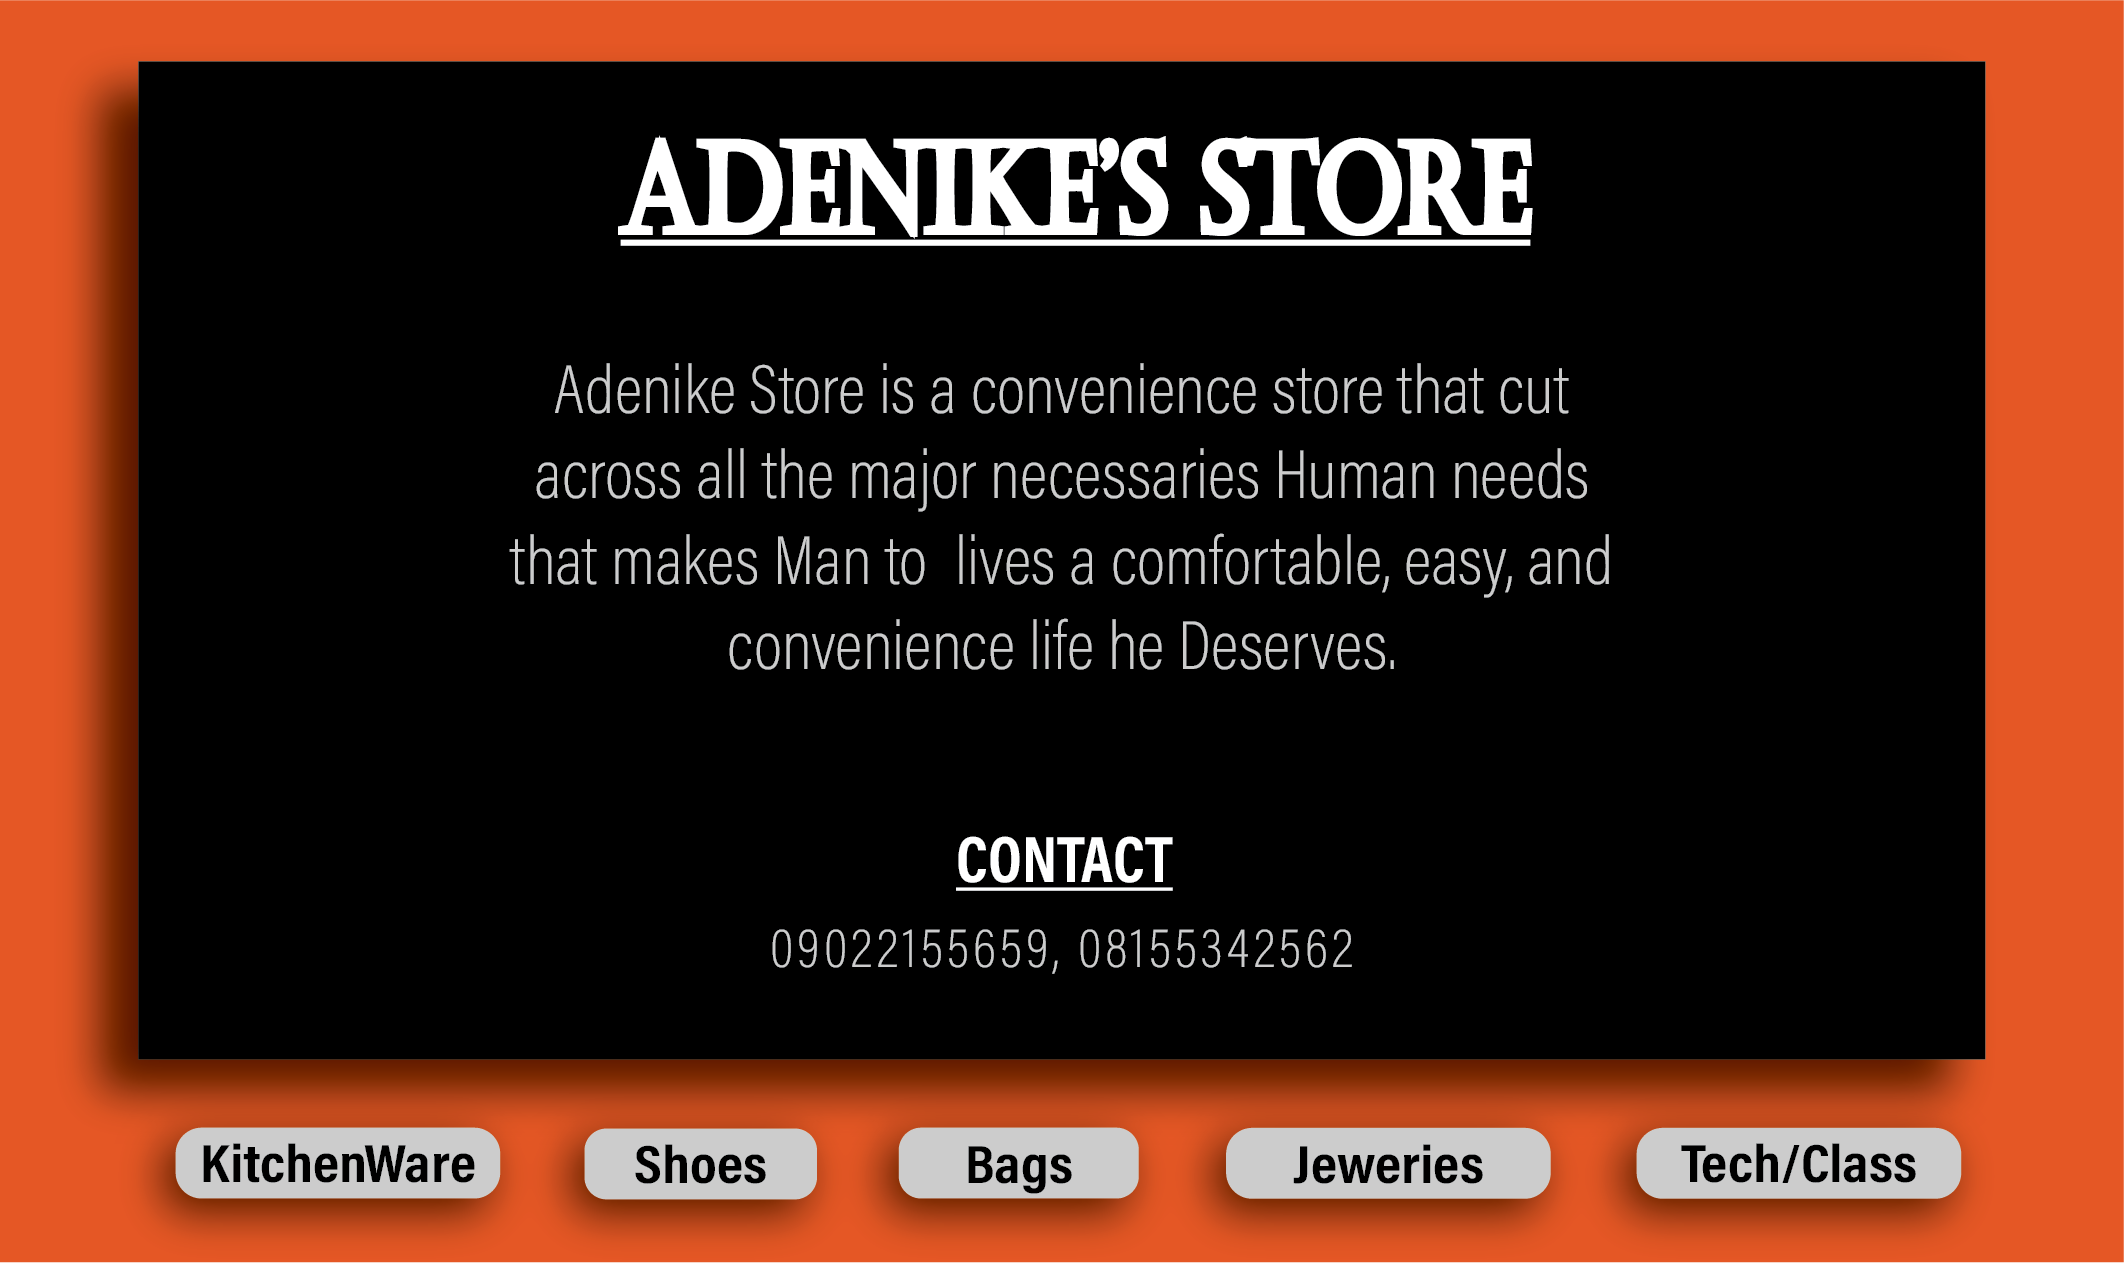 ADENIKE’S STORE
Adenike Store is a convenience store that cut
across all the major necessaries Human needs
that makes Man to  lives a comfortable, easy, and
convenience life he Deserves.
CONTACT
09022155659, 08155342562
KitchenWare
Shoes
Bags
Jeweries
Tech/Class